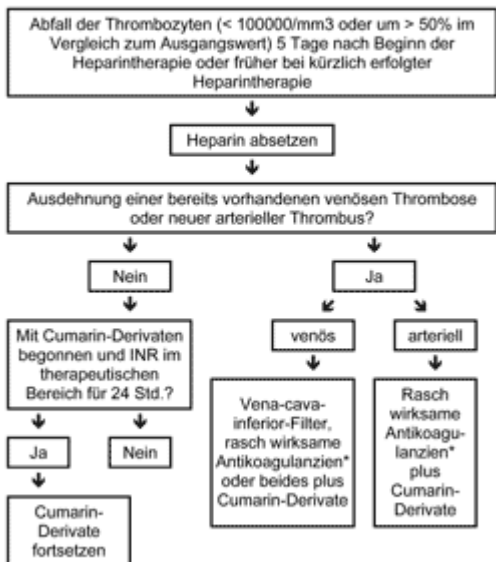 Abfall der Thrombozyten (< 100000/mm3 oder um > 50% im
Vergleich zum Ausgangswert) 5 Tage nach Beginn der
Heparintherapie oder früher bei kürzlich erfolgter
Heparintherapie
Heparin absetzen
Ausdehnung einer bereits vorhandenen venösen Thrombose
oder neuer arterieller Thrombus?
Nein
Ja
Mit Cumarin-Derivaten
begonnen und INR im
therapeutischen
Bereich für 24 Std.?
venös
arteriell
Vena-cava-
inferior-Filter,
rasch wirksame
Antikoagulanzien*
oder beides plus
Cumarin-Derivate
Rasch
wirksame
Antikoagu-
lanzien*
plus
Cumarin-
Derivate
Ja
Nein
Cumarin-
Derivate
fortsetzen